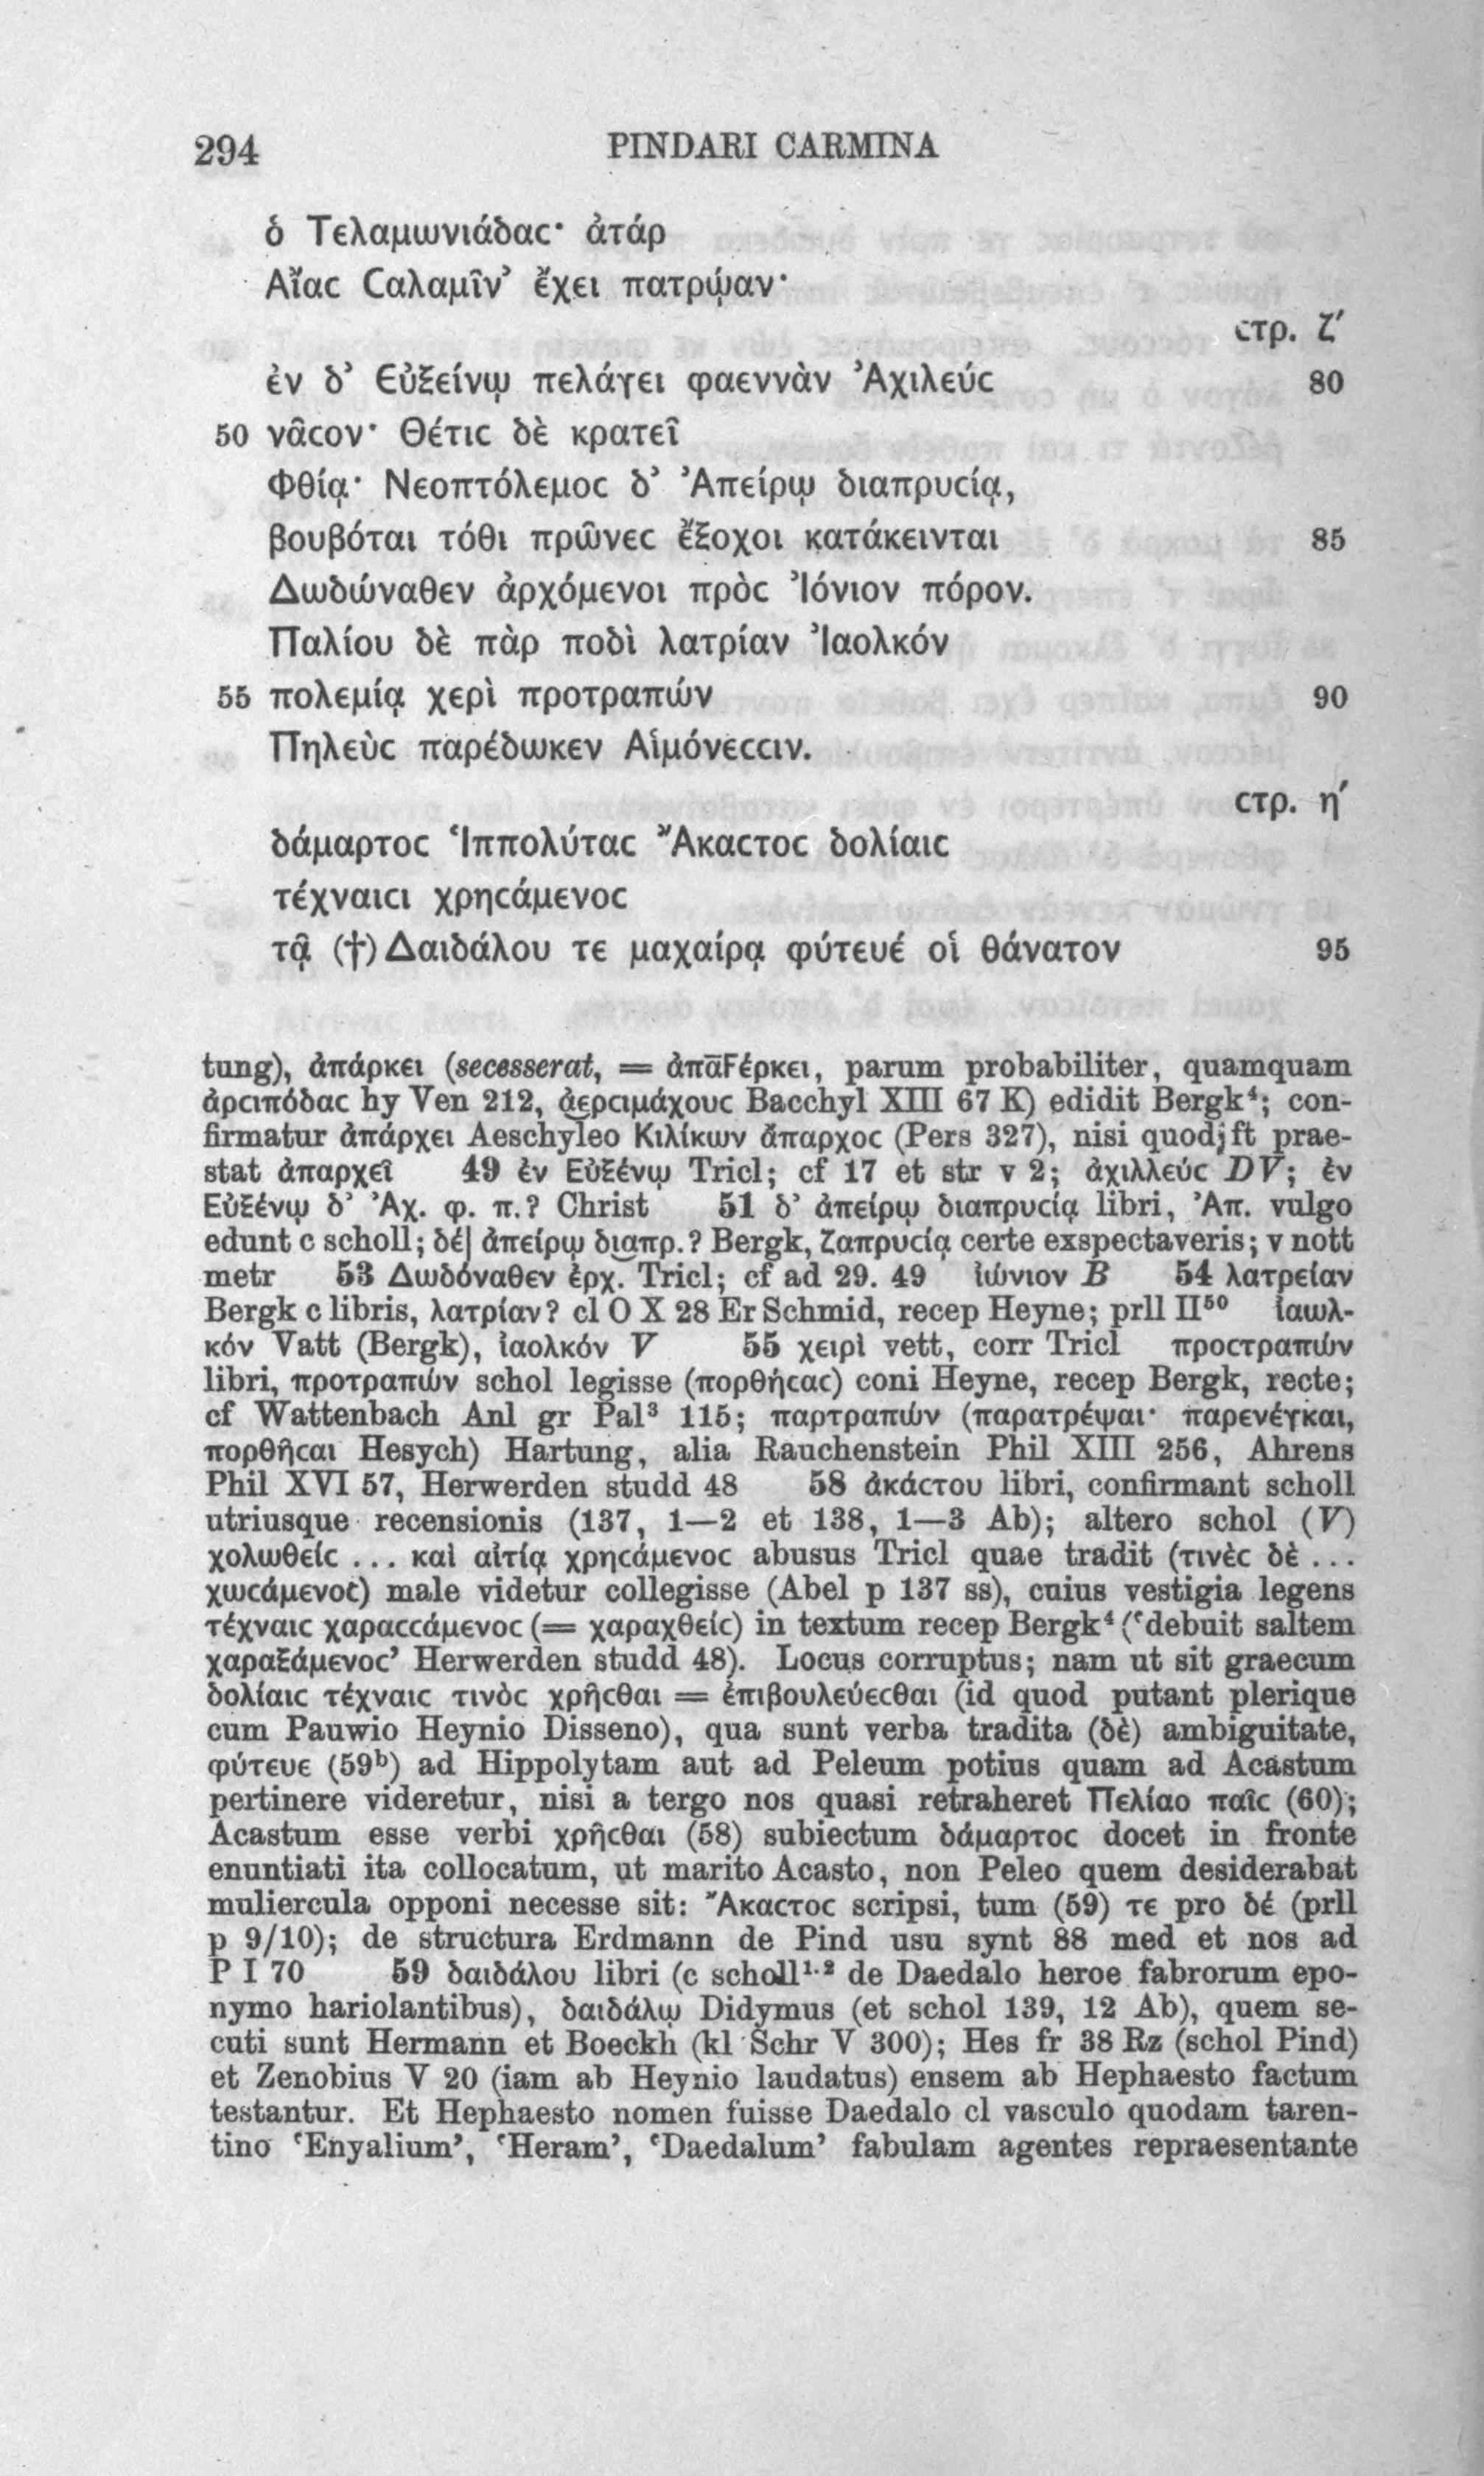 294 PINDARI CARMINA
ὁ Τελαμωνιάδαϲ· ἀτάρ
Αἴαϲ Ϲαλαμῖν’ ἔχει πατρῴαν·
ϲτρ. ζ′
ἐν δ’ Εὐξείνῳ πελάγει φαεννὰν Ἀχιλεύϲ 80
50 νᾶϲον· Θέτιϲ δὲ κρατεῖ
Φθίᾳ· Νεοπτόλεμοϲ δ’ Ἀπείρῳ διαπρυϲίᾳ,
βουβόται τόθι πρῶνεϲ ἔξοχοι κατάκεινται 85
Δωδώναθεν ἀρχόμενοι πρὸϲ Ἰόνιον πόρον.
Παλίου δὲ πὰρ ποδὶ λατρίαν Ἰαολκόν
55 πολεμίᾳ χερὶ προτραπών 90
Πηλεὺϲ παρέδωκεν Αἱμόνεϲϲιν.
ϲτρ. η′
δάμαρτοϲ Ἱππολύταϲ Ἄκαϲτοϲ δολίαιϲ
τέχναιϲι χρηϲάμενοϲ
τᾷ (†) Δαιδάλου τε μαχαίρᾳ φύτευέ οἱ θάνατον 95
tung), ἀπάρκει (secesserat, = ἀπᾱϜέρκει, parum probabiliter, quamquam
ἀρϲιπόδαϲ hy Ven 212, ἀ̲ε̲ρϲιμάχουϲ Bacchyl XIII 67 K) edidit Bergk⁴; con-
firmatur ἀπάρχει Aeschyleo Κιλίκων ἄπαρχοϲ (Pers 327), nisi quod ft prae-
stat ἀπαρχεῖ 49 ἐν Εὐξένῳ Tricl; cf 17 et str v 2; ἀχιλλεύϲ DV; ἐν
Εὐξένῳ δ’ Ἀχ. φ. π.? Christ 51 δ’ ἀπείρῳ διαπρυϲίᾳ libri, Ἀπ. vulgo
edunt c scholl; δέ| ἀπείρῳ διαπρ.? Bergk, ζαπρυϲίᾳ certe exspectaveris; v nott
metr 53 Δωδόναθεν ἐρχ. Tricl; cf ad 29. 49 ἰώνιον B 54 λατρείαν
Bergk c libris, λατρίαν? cl O X 28 Er Schmid, recep Heyne; prll II⁵⁰ ἰαωλ-
κόν Vatt (Bergk), ἰαολκόν V 55 χειρὶ vett, corr Tricl προϲτραπών
libri, προτραπών schol legisse (πορθήϲαϲ) coni Heyne, recep Bergk, recte;
cf Wattenbach Anl gr Pal³ 115; παρτραπών (παρατρέψαι· παρενέγκαι,
πορθῆϲαι Hesych) Hartung, alia Rauchenstein Phil XIII 256, Ahrens
Phil XVI 57, Herwerden studd 48 58 ἀκάϲτου libri, confirmant scholl
utriusque recensionis (137, 1—2 et 138, 1—3 Ab); altero schol (V)
χολωθείϲ ... καὶ αἰτίᾳ χρηϲάμενοϲ abusus Tricl quae tradit (τινὲϲ δὲ ...
χωϲάμενοϲ) male videtur collegisse (Abel p 137 ss), cuius vestigia legens
τέχναιϲ χαραϲϲάμενοϲ (= χαραχθείϲ) in textum recep Bergk⁴ (‘debuit saltem
χαραξάμενοϲ’ Herwerden studd 48). Locus corruptus; nam ut sit graecum
δολίαιϲ τέχναιϲ τινὸϲ χρῆϲθαι = ἐπιβουλεύεϲθαι (id quod putant plerique
cum Pauwio Heynio Disseno), qua sunt verba tradita (δὲ) ambiguitate,
φύτευε (59ᵇ) ad Hippolytam aut ad Peleum potius quam ad Acastum
pertinere videretur, nisi a tergo nos quasi retraheret Πελίαο παῖϲ (60);
Acastum esse verbi χρῆϲθαι (58) subiectum δάμαρτοϲ docet in fronte
enuntiati ita collocatum, ut marito Acasto, non Peleo quem desiderabat
muliercula opponi necesse sit: Ἄκαϲτοϲ scripsi, tum (59) τε pro δέ (prll
p 9/10); de structura Erdmann de Pind usu synt 88 med et nos ad
P I 70 59 δαιδάλου libri (c scholl¹·² de Daedalo heroe fabrorum epo-
nymo hariolantibus), δαιδάλῳ Didymus (et schol 139, 12 Ab), quem se-
cuti sunt Hermann et Boeckh (kl Schr V 300); Hes fr 38 Rz (schol Pind)
et Zenobius V 20 (iam ab Heynio laudatus) ensem ab Hephaesto factum
testantur. Et Hephaesto nomen fuisse Daedalo cl vasculo quodam taren-
tino ‘Enyalium’, ‘Heram’, ‘Daedalum’ fabulam agentes repraesentante